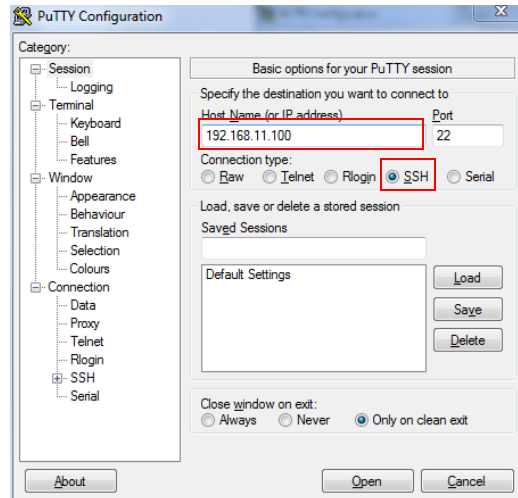 PuTTY Configuration
Category:
Session
Logging
Terminal
Keyboard
Bell
Features
Window
Appearance
Behaviour
Translation
Selection
Colours
Connection
Data
Proxy
Telnet
Rlogin
SSH
Serial
Basic options for your PuTTY session
Specify the destination you want to connect to
Host Name (or IP address) Port
192.168.11.100 22
Connection type:
Raw Telnet Rlogin SSH Serial
Load, save or delete a stored session
Saved Sessions
Default Settings
Load
Save
Delete
Close window on exit:
Always Never Only on clean exit
About Open Cancel